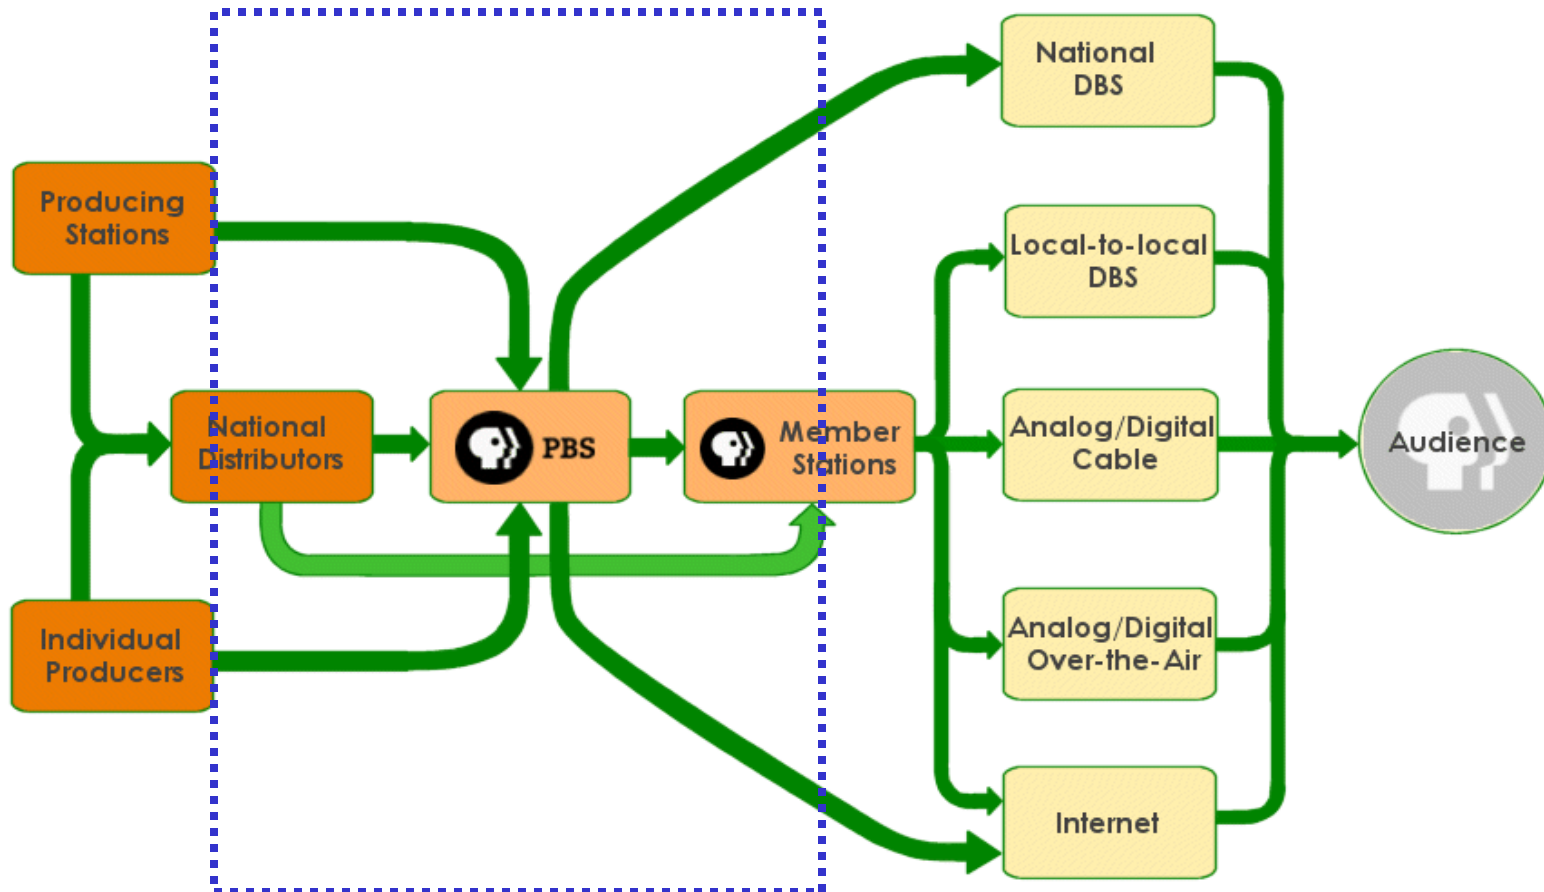 National
DBS
Producing
Stations
Local-to-local
DBS
National
Distributors
PBS
Member
Stations
Analog/Digital
Cable
Audience
Individual
Producers
Analog/Digital
Over-the-Air
Internet